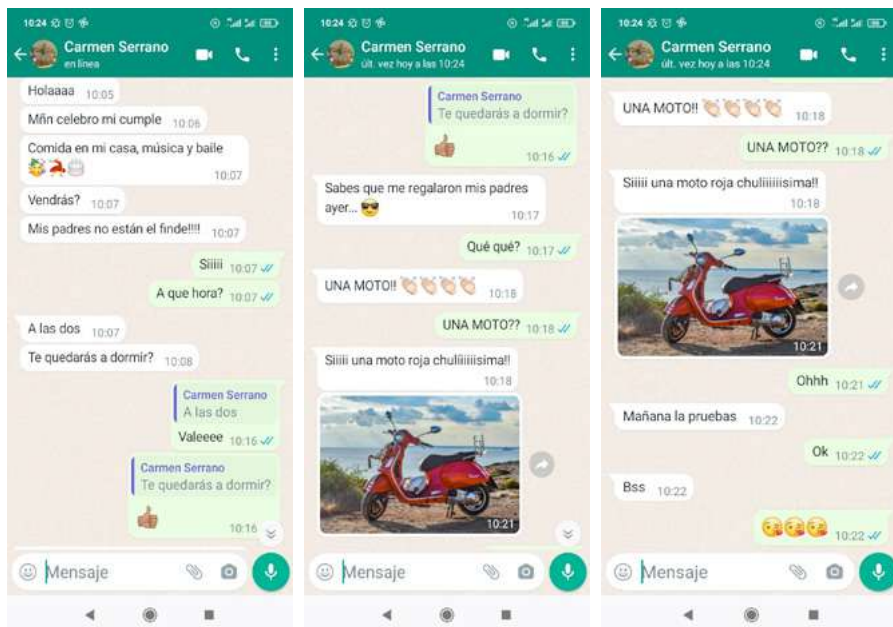 10:24
Carmen Serrano
en línea
Holaaaa 10:05
Mñn celebro mi cumple 10:06
Comida en mi casa, música y baile
10:07
Vendrás? 10:07
Mis padres no están el finde!!!! 10:07
Siiiii 10:07
A que hora? 10:07
A las dos 10:07
Te quedarás a dormir? 10:08
Carmen Serrano
A las dos
Valeeee 10:16
Carmen Serrano
Te quedarás a dormir?
10:16
Mensaje
10:24
Carmen Serrano
últ. vez hoy a las 10:24
Carmen Serrano
Te quedarás a dormir?
10:16
Sabes que me regalaron mis padres
ayer... 10:17
Qué qué? 10:17
UNA MOTO!! 10:18
UNA MOTO?? 10:18
Siiiii una moto roja chuliiiiiisima!!
10:18
10:21
Mensaje
10:24
Carmen Serrano
últ. vez hoy a las 10:24
UNA MOTO!! 10:18
UNA MOTO?? 10:18
Siiiii una moto roja chuliiiiiisima!!
10:18
10:21
Ohhh 10:21
Mañana la pruebas 10:22
Ok 10:22
Bss 10:22
10:22
Mensaje